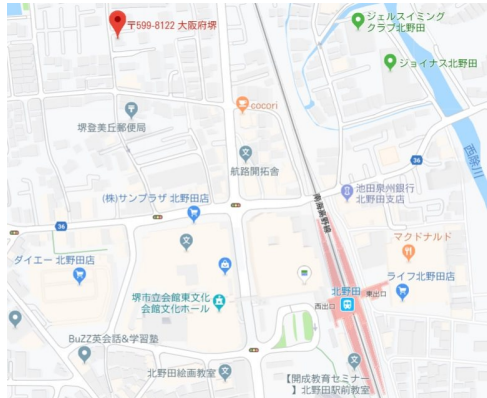 〒599-8122 大阪府堺
ジェルスイミング
クラブ北野田
ジョイナス北野田
cocori
堺登美丘郵便局
航路開拓舎
36
西除川
池田泉州銀行
北野田支店
(株)サンプラザ 北野田店
南海高野線
36
マクドナルド
ダイエー 北野田店
ライフ北野田店
北野田
東出口
西出口
堺市立会館東文化
会館文化ホール
BuZZ英会話&学習塾
北野田絵画教室
【開成教育セミナー
】北野田駅前教室